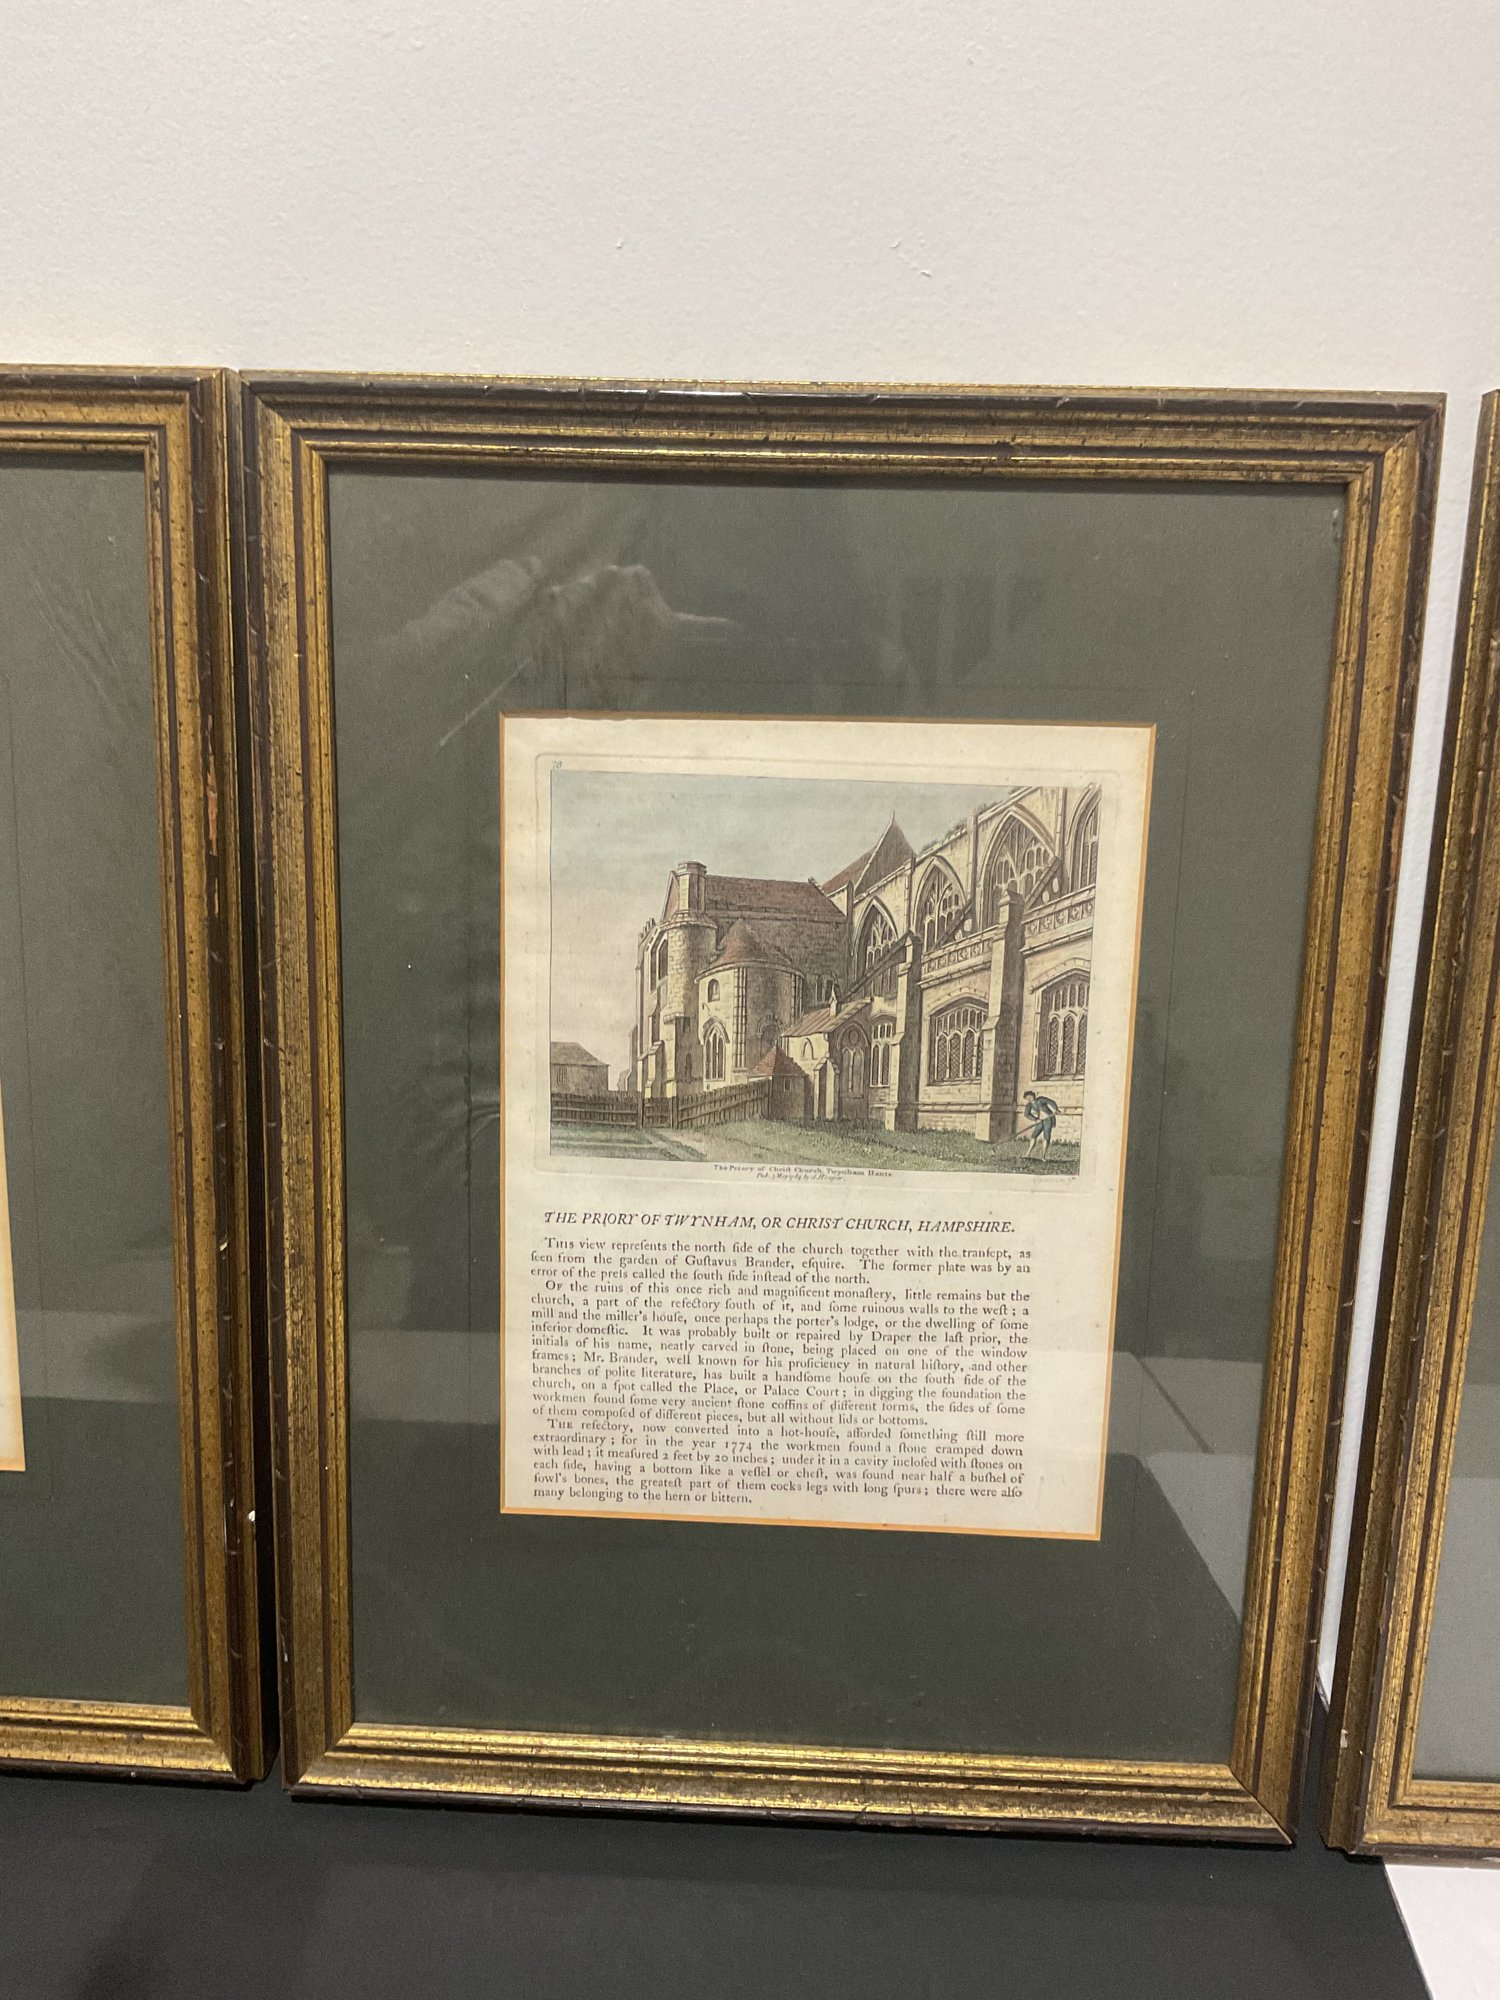 The Priory of Chriſt Church, Twynham Hants.
THE PRIORY OF TWYNHAM, OR CHRIST CHURCH, HAMPSHIRE.
THIS view repreſents the north ſide of the church together with the tranſept, as
ſeen from the garden of Guſtavus Brander, eſquire. The former plate was by an
error of the preſs called the ſouth ſide inſtead of the north.
OF the ruins of this once rich and magnificent monaſtery, little remains but the
church, a part of the refectory ſouth of it, and ſome ruinous walls to the weſt; a
mill and the miller's houſe, once perhaps the porter's lodge, or the dwelling of ſome
inferior domeſtic. It was probably built or repaired by Draper the laſt prior, the
initials of his name, neatly carved in ſtone, being placed on one of the window
frames; Mr. Brander, well known for his proficiency in natural hiſtory, and other
branches of polite literature, has built a handſome houſe on the ſouth ſide of the
church, on a ſpot called the Place, or Palace Court; in digging the foundation the
workmen found ſome very ancient ſtone coffins of different forms, the ſides of ſome
of them compoſed of different pieces, but all without lids or bottoms.
THE refectory, now converted into a hot-houſe, afforded ſomething ſtill more
extraordinary; for in the year 1774 the workmen found a ſtone cramped down
with lead; it meaſured 2 feet by 20 inches; under it in a cavity incloſed with ſtones on
each ſide, having a bottom like a veſſel or cheſt, was found near half a buſhel of
fowl's bones, the greateſt part of them cocks legs with long ſpurs; there were alſo
many belonging to the hern or bittern.